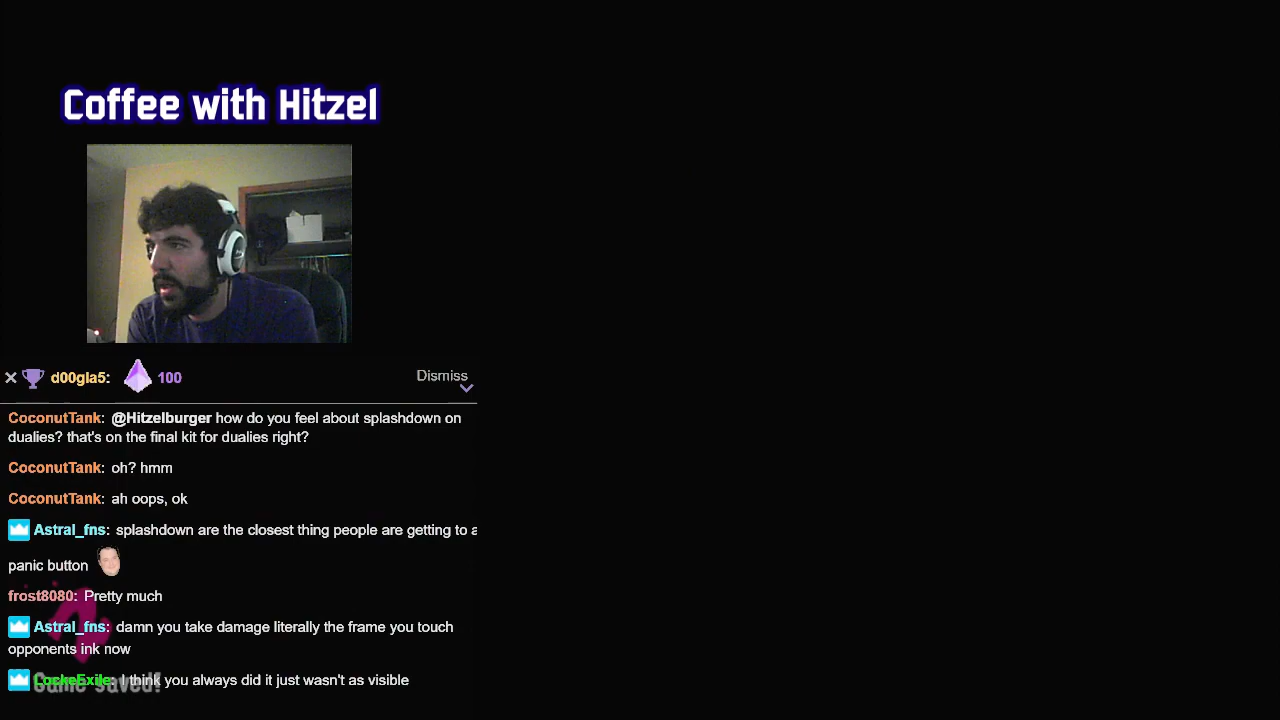 Coffee with Hitzel
d00gla5: 100 Dismiss
CoconutTank: @Hitzelburger how do you feel about splashdown on
dualies? that's on the final kit for dualies right?
CoconutTank: oh? hmm
CoconutTank: ah oops, ok
Astral_fns: splashdown are the closest thing people are getting to a
panic button
frost8080: Pretty much
Astral_fns: damn you take damage literally the frame you touch
opponents ink now
LockeExile: I think you always did it just wasn't as visible
Game saved!